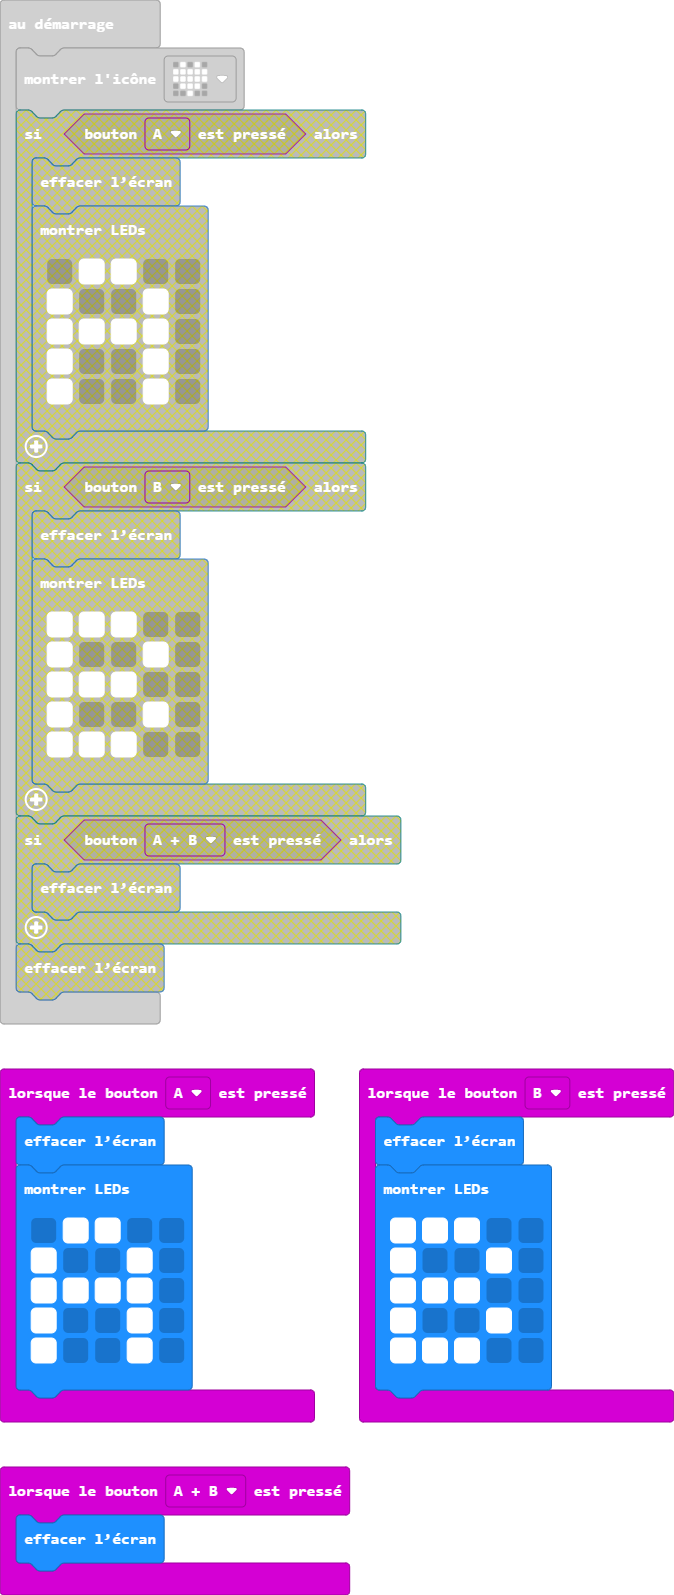 au démarrage
montrer l'icône
si bouton A est pressé alors
effacer l’écran
montrer LEDs
si bouton B est pressé alors
effacer l’écran
montrer LEDs
si bouton A + B est pressé alors
effacer l’écran
effacer l’écran
lorsque le bouton A est pressé
effacer l’écran
montrer LEDs
lorsque le bouton B est pressé
effacer l’écran
montrer LEDs
lorsque le bouton A + B est pressé
effacer l’écran